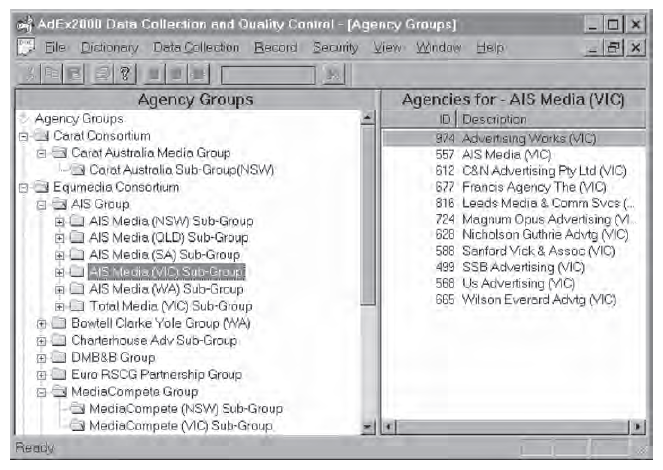 AdEx2000 Data Collection and Quality Control - [Agency Groups]
File Dictionary Data Collection Record Security View Window Help
Agency Groups
Agency Groups
Carat Consortium
Carat Australia Media Group
Carat Australia Sub-Group(NSW)
Equmedia Consortium
AIS Group
AIS Media (NSW) Sub-Group
AIS Media (QLD) Sub-Group
AIS Media (SA) Sub-Group
AIS Media (VIC) Sub-Group
AIS Media (WA) Sub-Group
Total Media (VIC) Sub-Group
Bowtell Clarke Yole Group (WA)
Charterhouse Adv Sub-Group
DMB&B Group
Euro RSCG Partnership Group
MediaCompete Group
MediaCompete (NSW) Sub-Group
MediaCompete (VIC) Sub-Group
Agencies for - AIS Media (VIC)
ID Description
974 Advertising Works (VIC)
557 AIS Media (VIC)
612 C&N Advertising Pty Ltd (VIC)
677 Francis Agency The (VIC)
816 Leeds Media & Comm Svcs (...
724 Magnum Opus Advertising (VI...
628 Nicholson Guthrie Advtg (VIC)
588 Sanford Vick & Assoc (VIC)
499 SSB Advertising (VIC)
568 Us Advertising (VIC)
665 Wilson Everard Advtg (VIC)
Ready